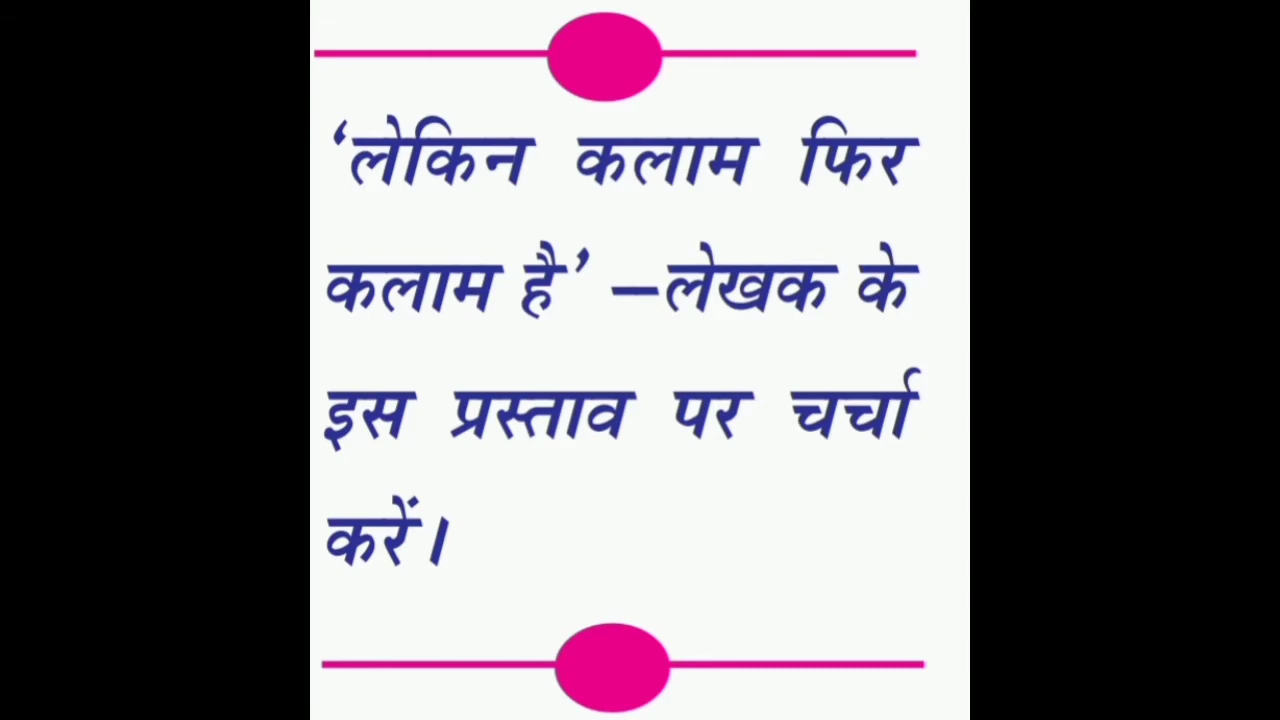 ‘लेकिन कलाम फिर
कलाम है’ –लेखक के
इस प्रस्ताव पर चर्चा
करें।